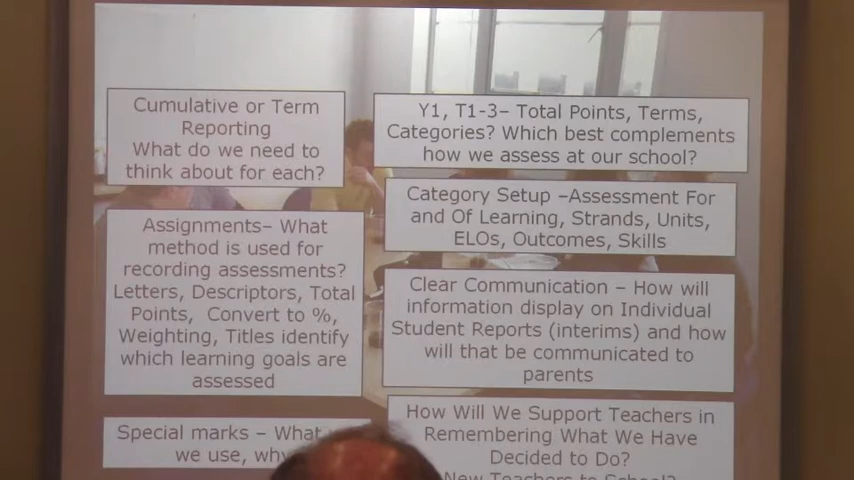 Cumulative or Term
Reporting
What do we need to
think about for each?
Y1, T1-3– Total Points, Terms,
Categories? Which best complements
how we assess at our school?
Category Setup –Assessment For
and Of Learning, Strands, Units,
ELOs, Outcomes, Skills
Assignments– What
method is used for
recording assessments?
Letters, Descriptors, Total
Points, Convert to %,
Weighting, Titles identify
which learning goals are
assessed
Clear Communication – How will
information display on Individual
Student Reports (interims) and how
will that be communicated to
parents
Special marks – What
we use, why
How Will We Support Teachers in
Remembering What We Have
Decided to Do?
New Teachers to School?